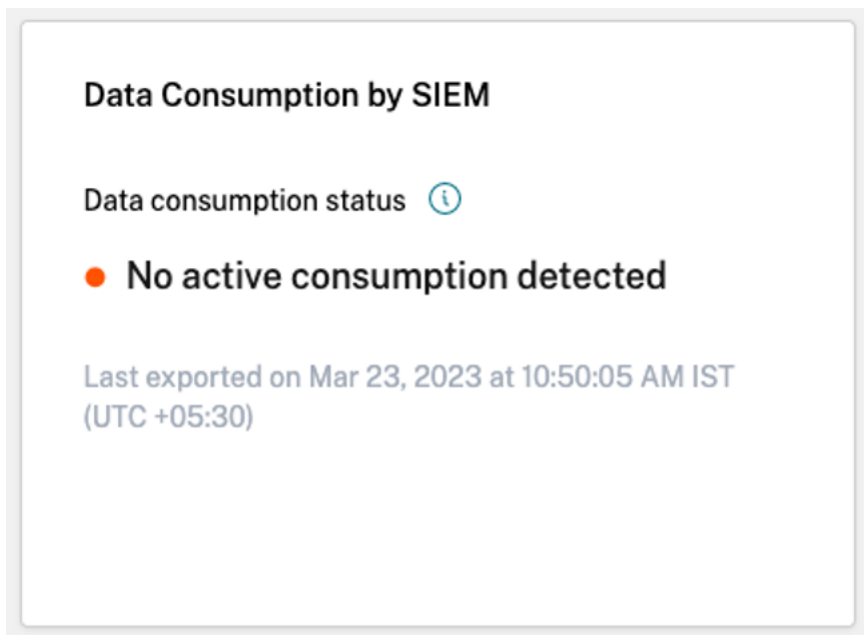 Data Consumption by SIEM
Data consumption status
No active consumption detected
Last exported on Mar 23, 2023 at 10:50:05 AM IST
(UTC +05:30)